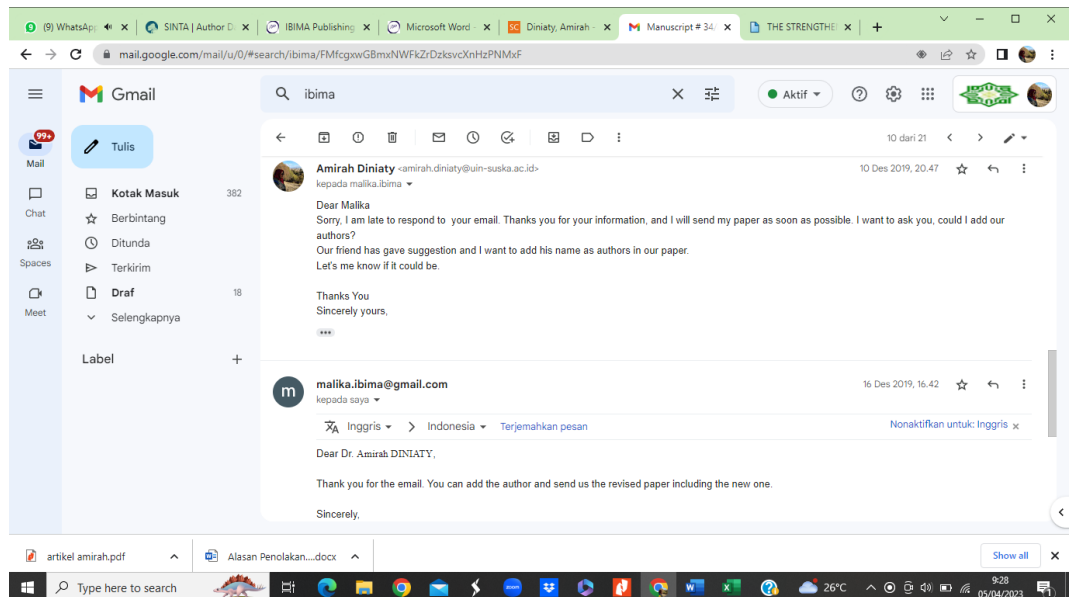 (9) WhatsApp
SINTA | Author D
IBIMA Publishing
Microsoft Word -
Diniaty, Amirah -
Manuscript # 34
THE STRENGTHE
mail.google.com/mail/u/0/#search/ibima/FMfcgxwGBmxNWFkZrDzksvcXnHzPNMxF
Gmail
ibima
Aktif
99+
Mail
Chat
Spaces
Meet
Tulis
Kotak Masuk 382
Berbintang
Ditunda
Terkirim
Draf 18
Selengkapnya
Label +
10 dari 21
Amirah Diniaty <amirah.diniaty@uin-suska.ac.id> 10 Des 2019, 20.47
kepada malika.ibima
Dear Malika
Sorry, I am late to respond to your email. Thanks you for your information, and I will send my paper as soon as possible. I want to ask you, could I add our
authors?
Our friend has gave suggestion and I want to add his name as authors in our paper.
Let's me know if it could be.
Thanks You
Sincerely yours,
m
malika.ibima@gmail.com 16 Des 2019, 16.42
kepada saya
Inggris > Indonesia Terjemahkan pesan Nonaktifkan untuk: Inggris x
Dear Dr. Amirah DINIATY,
Thank you for the email. You can add the author and send us the revised paper including the new one.
Sincerely,
artikel amirah.pdf
Alasan Penolakan....docx
Show all
Type here to search
26°C
9:28
05/04/2023